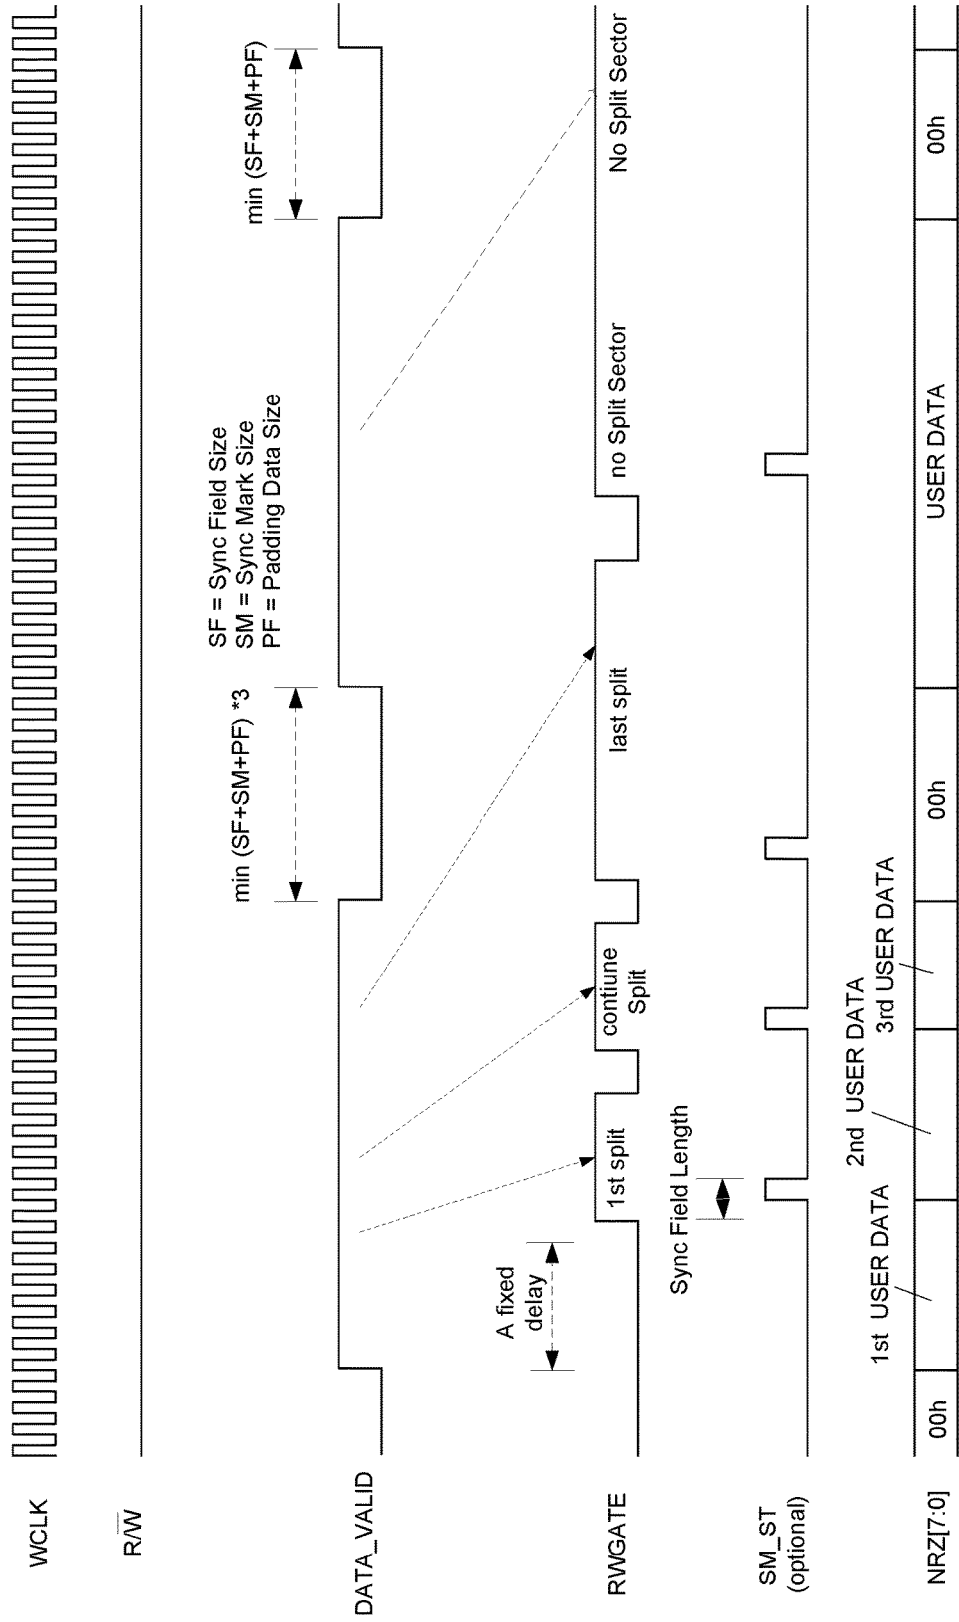 WCLK
R/W
min (SF+SM+PF) *3
SF = Sync Field Size
SM = Sync Mark Size
PF = Padding Data Size
min (SF+SM+PF)
DATA_VALID
A fixed
delay
RWGATE
1st split
contiune
Split
last split
no Split Sector
No Split Sector
Sync Field Length
SM_ST
(optional)
1st USER DATA
2nd USER DATA
3rd USER DATA
NRZ[7:0]
00h
00h
USER DATA
00h